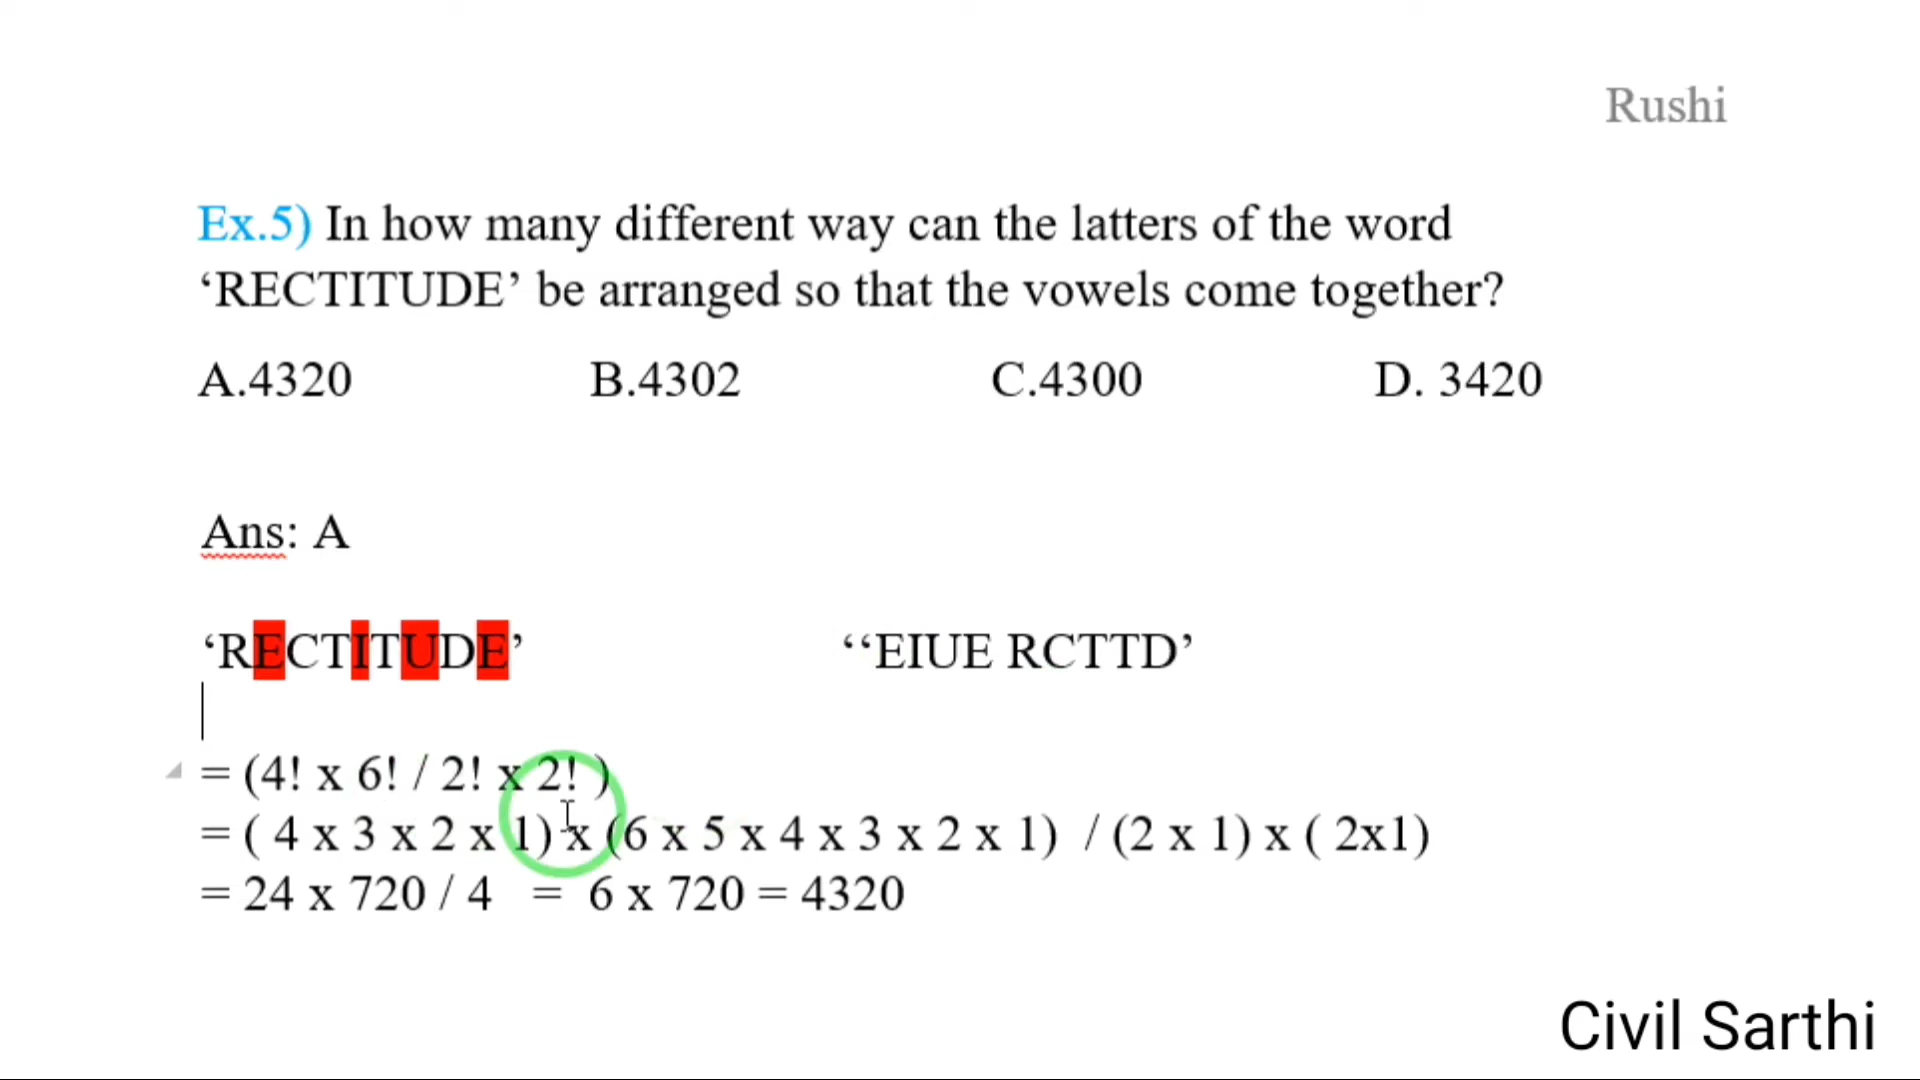 Rushi
Ex.5) In how many different way can the latters of the word
‘RECTITUDE’ be arranged so that the vowels come together?
A.4320 B.4302 C.4300 D. 3420
Ans: A
‘RECTITUDE’ ‘‘EIUE RCTTD’
= (4! x 6! / 2! x 2! )
= ( 4 x 3 x 2 x 1) x (6 x 5 x 4 x 3 x 2 x 1) / (2 x 1) x ( 2x1)
= 24 x 720 / 4 = 6 x 720 = 4320
Civil Sarthi